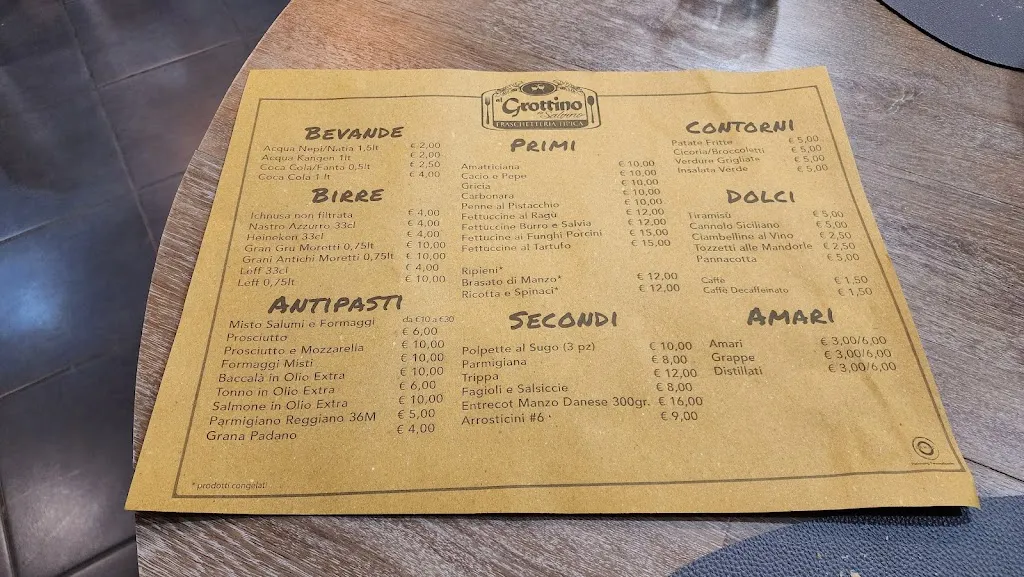 al Grottino
di Salvino
FRASCHETTERIA TIPICA
BEVANDE
Acqua Nepi/Natia 1,5lt € 2,00
Acqua Kangen 1lt € 2,00
Coca Cola/Fanta 0,5lt € 2,50
Coca Cola 1 lt € 4,00
BIRRE
Ichnusa non filtrata € 4,00
Nastro Azzurro 33cl € 4,00
Heineken 33cl € 4,00
Gran Gru Moretti 0,75lt € 10,00
Grani Antichi Moretti 0,75lt € 10,00
Leff 33cl € 4,00
Leff 0,75lt € 10,00
ANTIPASTI
Misto Salumi e Formaggi da €10 a €30
Prosciutto € 6,00
Prosciutto e Mozzarella € 10,00
Formaggi Misti € 10,00
Baccalà in Olio Extra € 10,00
Tonno in Olio Extra € 6,00
Salmone in Olio Extra € 10,00
Parmigiano Reggiano 36M € 5,00
Grana Padano € 4,00
* prodotti congelati
PRIMI
Amatriciana € 10,00
Cacio e Pepe € 10,00
Gricia € 10,00
Carbonara € 10,00
Penne al Pistacchio € 10,00
Fettuccine al Ragù € 12,00
Fettuccine Burro e Salvia € 12,00
Fettuccine ai Funghi Porcini € 15,00
Fettuccine al Tartufo € 15,00
Ripieni*
Brasato di Manzo* € 12,00
Ricotta e Spinaci* € 12,00
SECONDI
Polpette al Sugo (3 pz) € 10,00
Parmigiana € 8,00
Trippa € 12,00
Fagioli e Salsiccie € 8,00
Entrecot Manzo Danese 300gr. € 16,00
Arrosticini #6 € 9,00
CONTORNI
Patate Fritte € 5,00
Cicoria/Broccoletti € 5,00
Verdure Grigliate € 5,00
Insalata Verde € 5,00
DOLCI
Tiramisù € 5,00
Cannolo Siciliano € 5,00
Ciambelline al Vino € 2,50
Tozzetti alle Mandorle € 2,50
Pannacotta € 5,00
Caffè € 1,50
Caffè Decaffeinato € 1,50
AMARI
Amari € 3,00/6,00
Grappe € 3,00/6,00
Distillati € 3,00/6,00